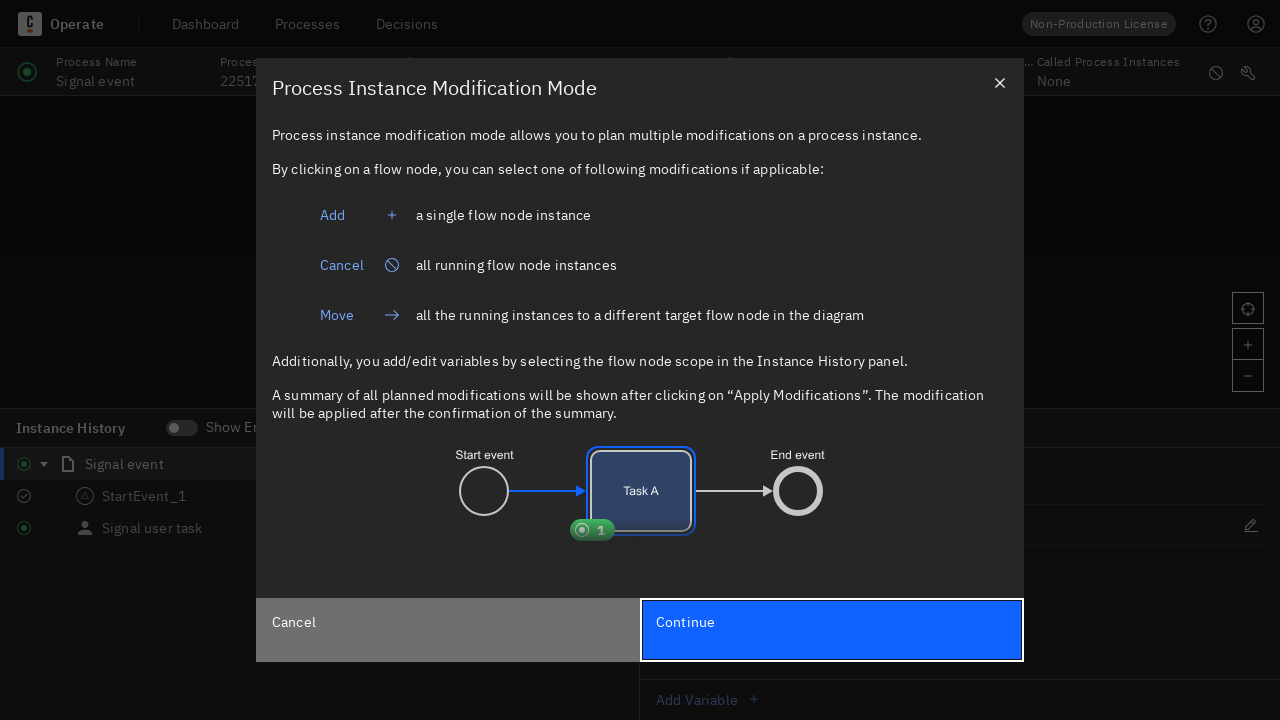 Operate
Dashboard
Processes
Decisions
Non-Production License
Process Name
Signal event
Called Process Instances
None
Process Instance Modification Mode
Process instance modification mode allows you to plan multiple modifications on a process instance.
By clicking on a flow node, you can select one of following modifications if applicable:
Add + a single flow node instance
Cancel all running flow node instances
Move → all the running instances to a different target flow node in the diagram
Additionally, you add/edit variables by selecting the flow node scope in the Instance History panel.
A summary of all planned modifications will be shown after clicking on “Apply Modifications”. The modification
will be applied after the confirmation of the summary.
Start event
Task A
End event
1
Cancel
Continue
Instance History
Show
Signal event
StartEvent_1
Signal user task
Add Variable +